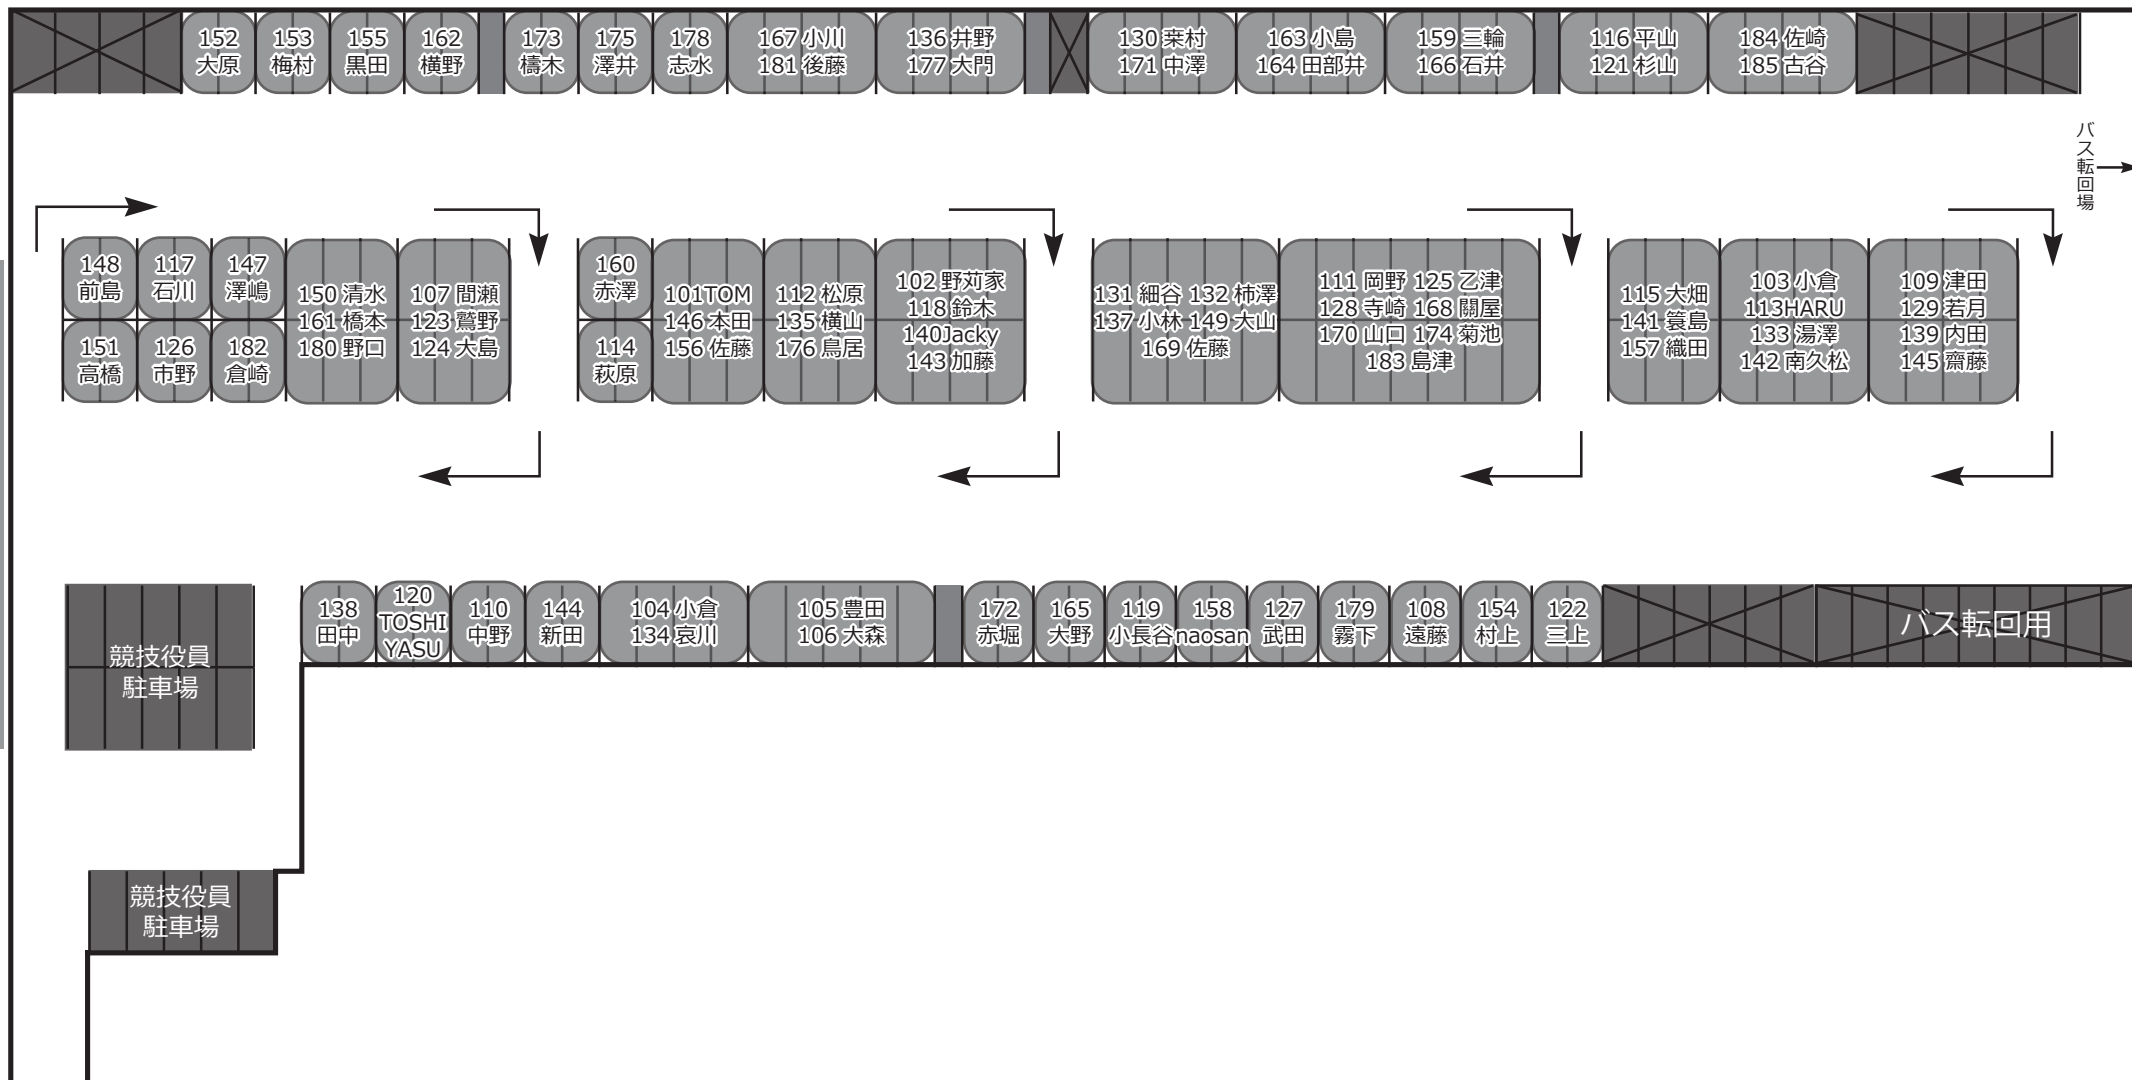 152
大原
153
梅村
155
黒田
162
横野
173
檮木
175
澤井
178
志水
167 小川
181 後藤
136 井野
177 大門
130 桒村
171 中澤
163 小島
164 田部井
159 三輪
166 石井
116 平山
121 杉山
184 佐崎
185 古谷
バス転回場
148
前島
117
石川
147
澤嶋
151
高橋
126
市野
182
倉崎
150 清水
161 橋本
180 野口
107 間瀬
123 鷲野
124 大島
160
赤澤
114
萩原
101TOM
146 本田
156 佐藤
112 松原
135 横山
176 鳥居
102 野苅家
118 鈴木
140Jacky
143 加藤
131 細谷 132 柿澤
137 小林 149 大山
169 佐藤
111 岡野 125 乙津
128 寺崎 168 關屋
170 山口 174 菊池
183 島津
115 大畑
141 簑島
157 織田
103 小倉
113HARU
133 湯澤
142 南久松
109 津田
129 若月
139 内田
145 齋藤
138
田中
120
TOSHI
YASU
110
中野
144
新田
104 小倉
134 哀川
105 豊田
106 大森
172
赤堀
165
大野
119
小長谷
158
naosan
127
武田
179
霧下
108
遠藤
154
村上
122
三上
バス転回用
競技役員
駐車場
競技役員
駐車場